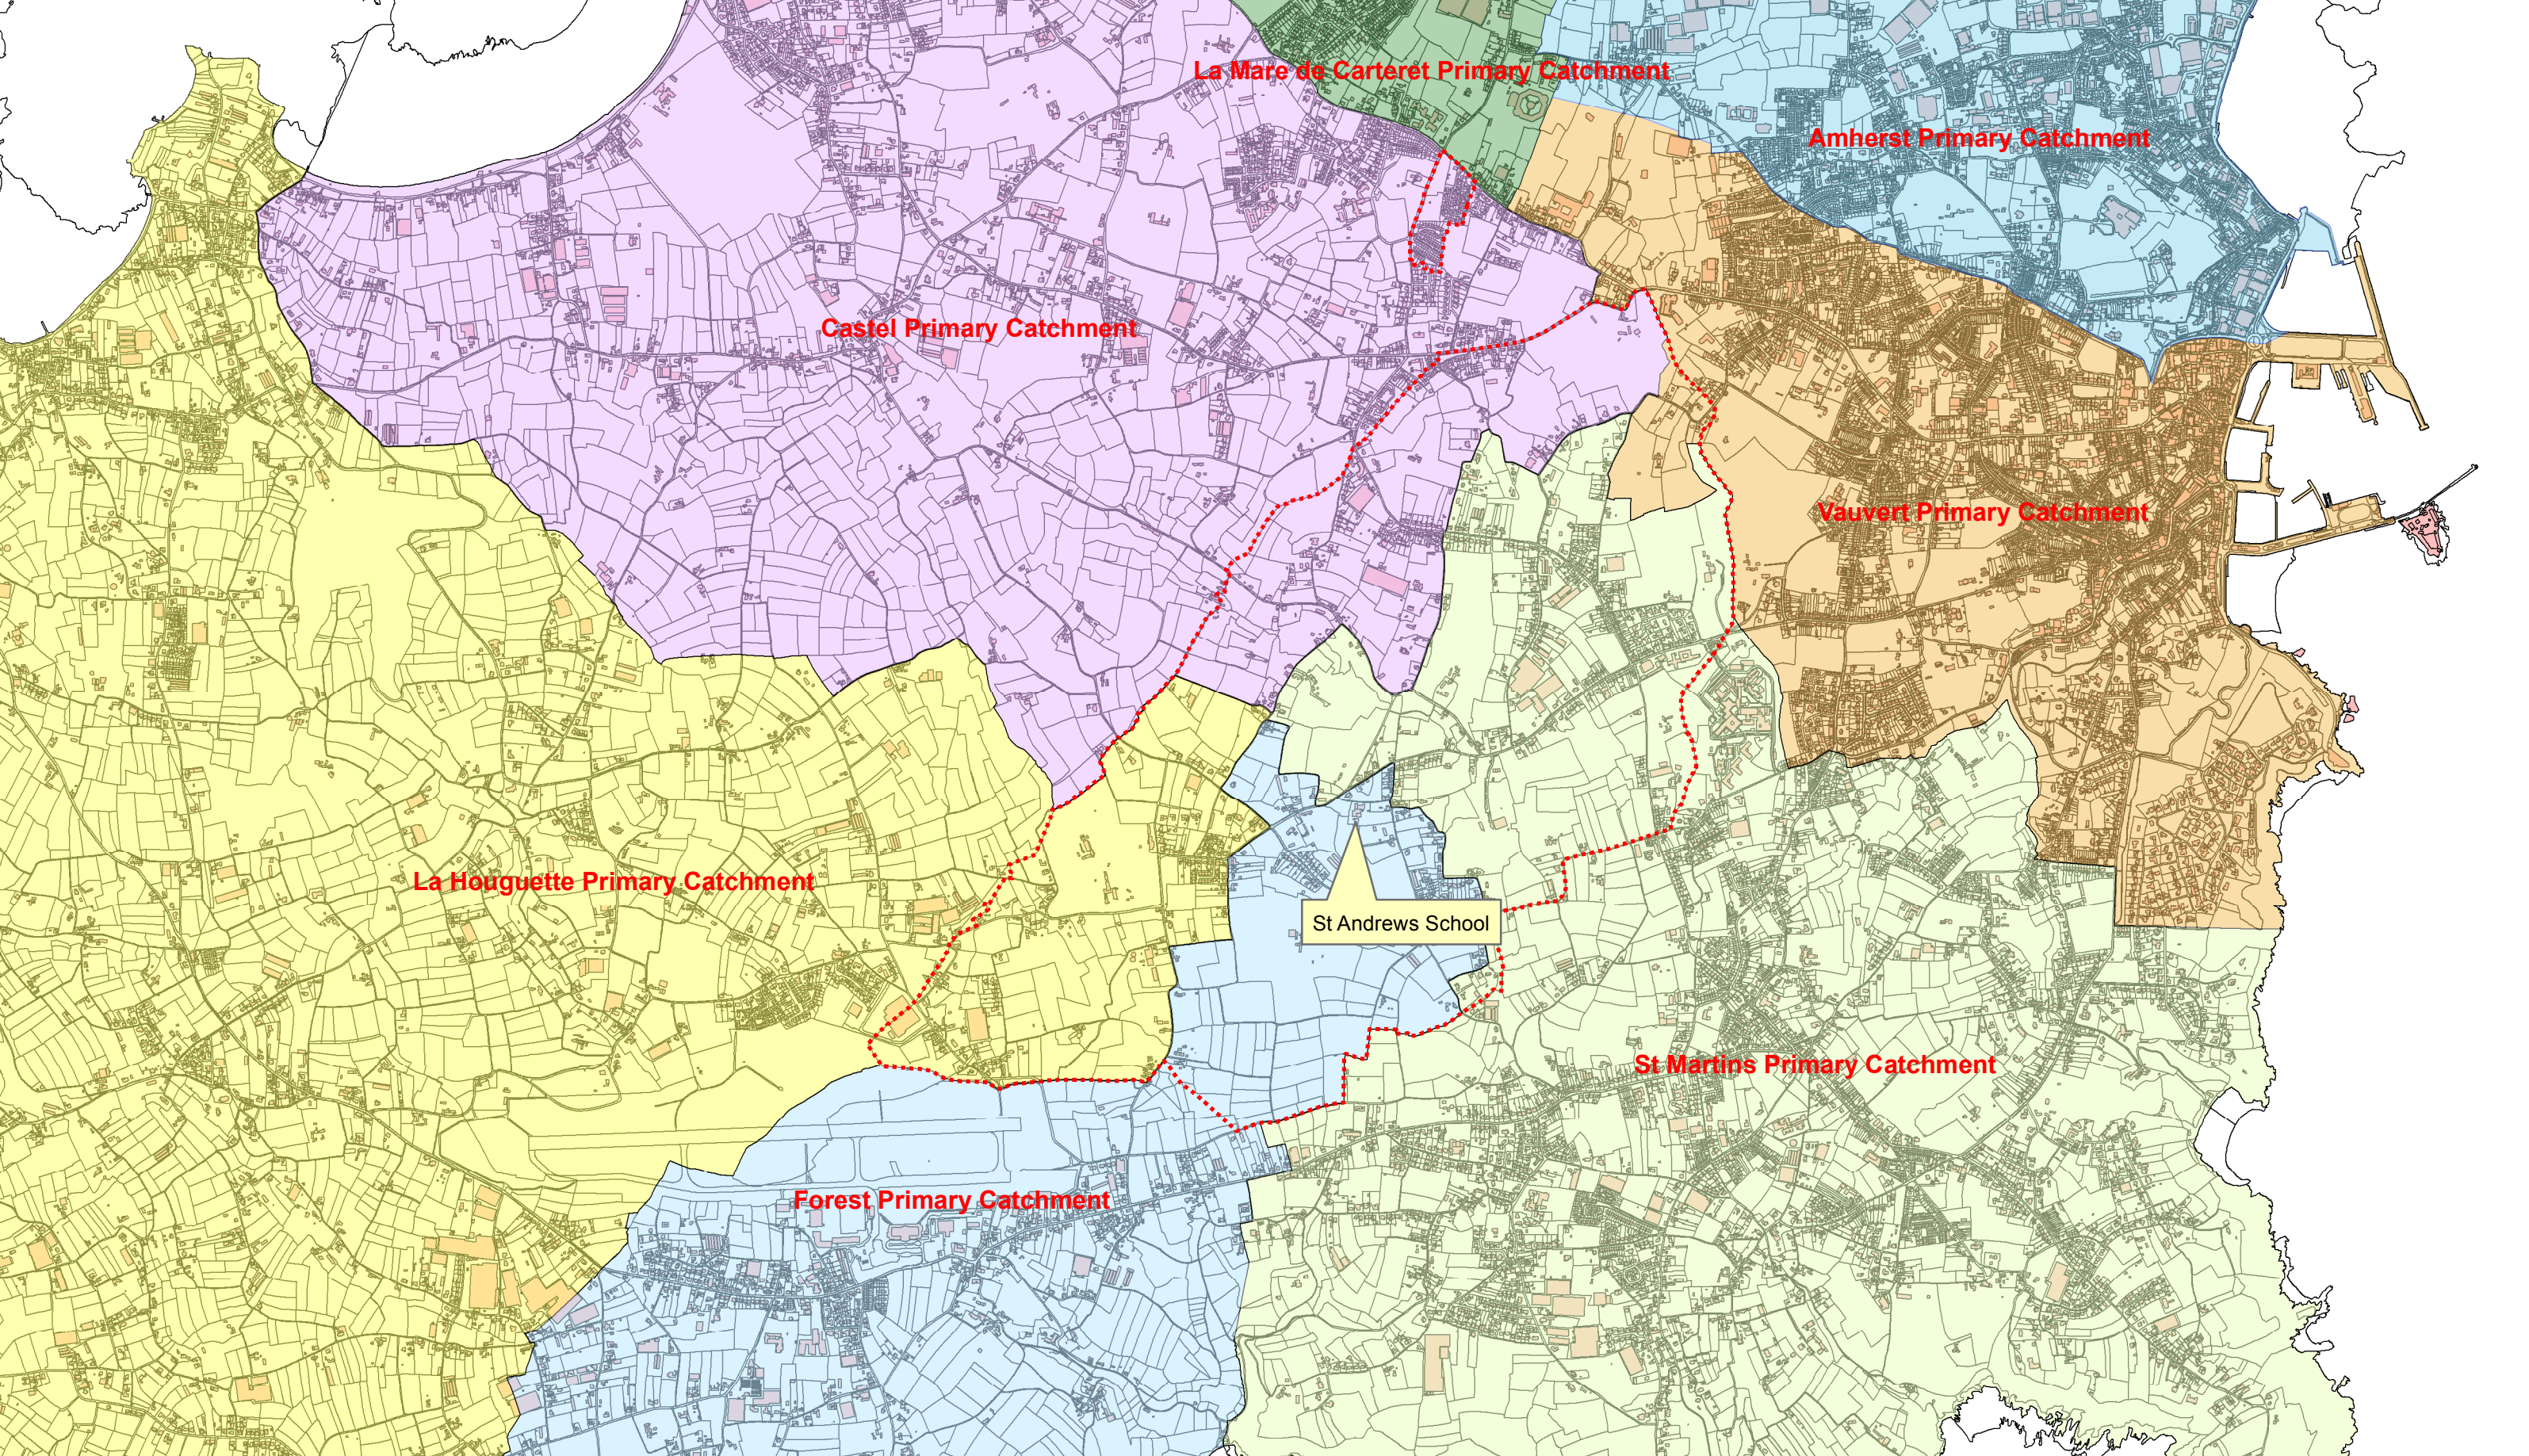 La Mare de Carteret Primary Catchment
Amherst Primary Catchment
Castel Primary Catchment
Vauvert Primary Catchment
La Houguette Primary Catchment
St Andrews School
St Martins Primary Catchment
Forest Primary Catchment